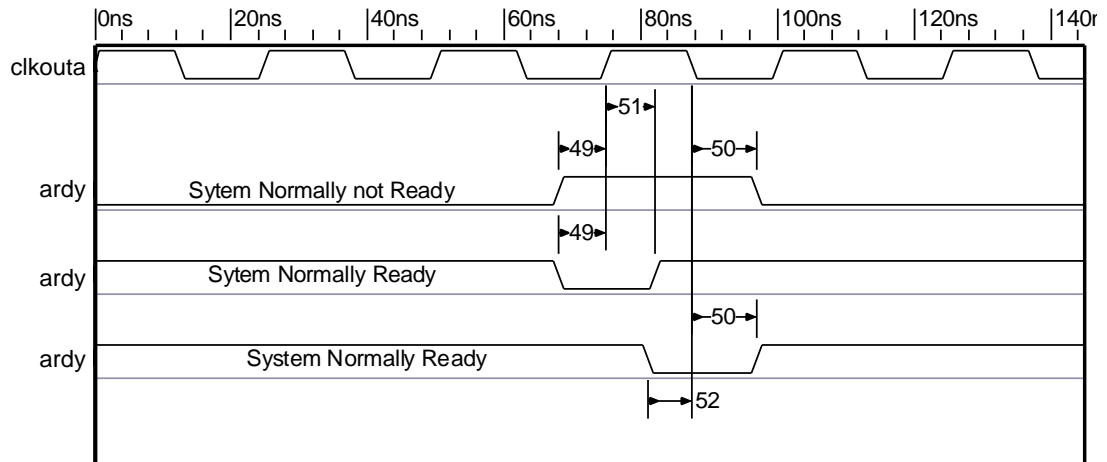 0ns 20ns 40ns 60ns 80ns 100ns 120ns 140n
clkouta
51
49 50
ardy Sytem Normally not Ready
49
ardy Sytem Normally Ready
50
ardy System Normally Ready
52